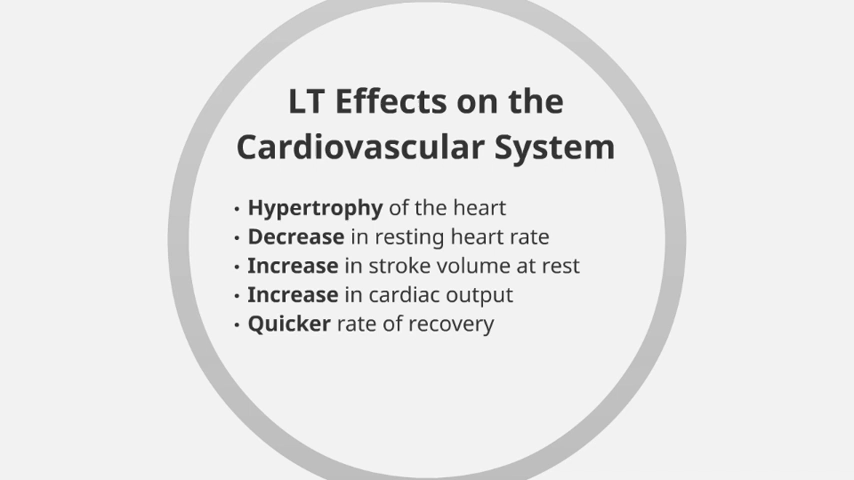 LT Effects on the
Cardiovascular System
• Hypertrophy of the heart
• Decrease in resting heart rate
• Increase in stroke volume at rest
• Increase in cardiac output
• Quicker rate of recovery